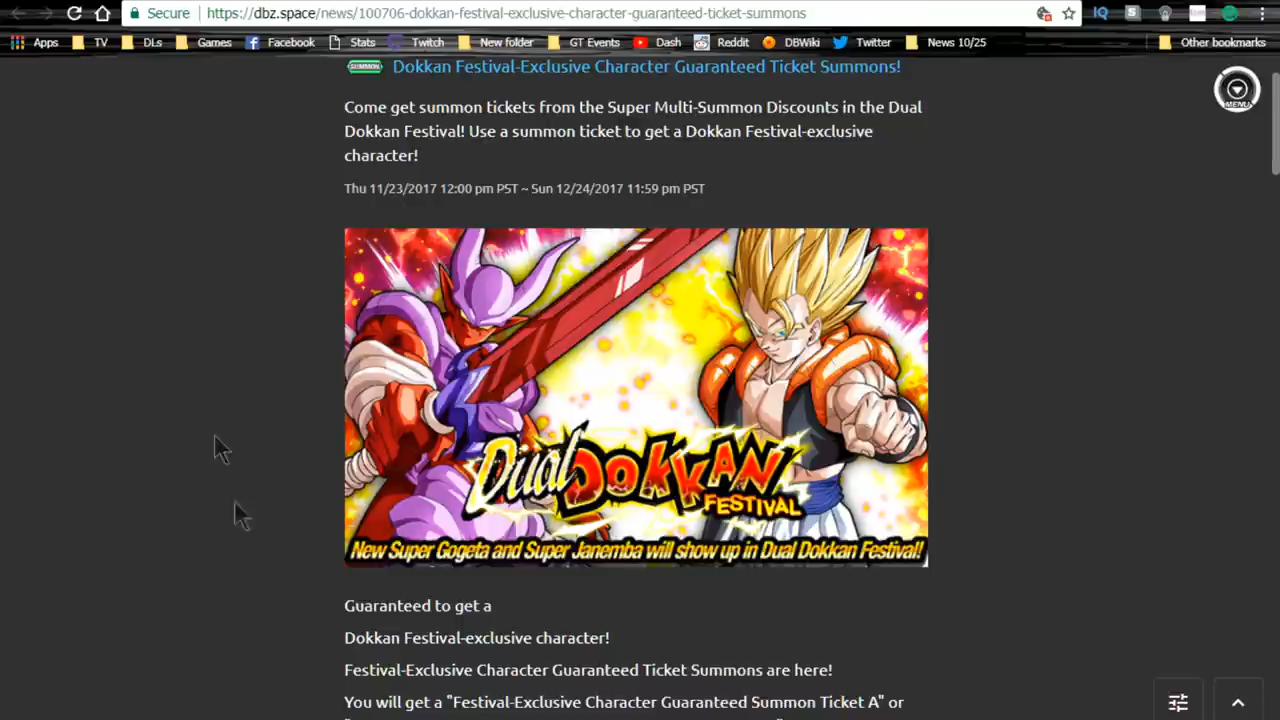 Secure
https://dbz.space/news/100706-dokkan-festival-exclusive-character-guaranteed-ticket-summons
IQ
S
Apps TV DLs Games Facebook Stats Twitch New folder GT Events Dash Reddit DBWiki Twitter News 10/25 Other bookmarks
SUMMON Dokkan Festival-Exclusive Character Guaranteed Ticket Summons!
MENU
Come get summon tickets from the Super Multi-Summon Discounts in the Dual
Dokkan Festival! Use a summon ticket to get a Dokkan Festival-exclusive
character!
Thu 11/23/2017 12:00 pm PST ~ Sun 12/24/2017 11:59 pm PST
Dual DOKKAN
FESTIVAL
New Super Gogeta and Super Janemba will show up in Dual Dokkan Festival!
Guaranteed to get a
Dokkan Festival-exclusive character!
Festival-Exclusive Character Guaranteed Ticket Summons are here!
You will get a "Festival-Exclusive Character Guaranteed Summon Ticket A" or